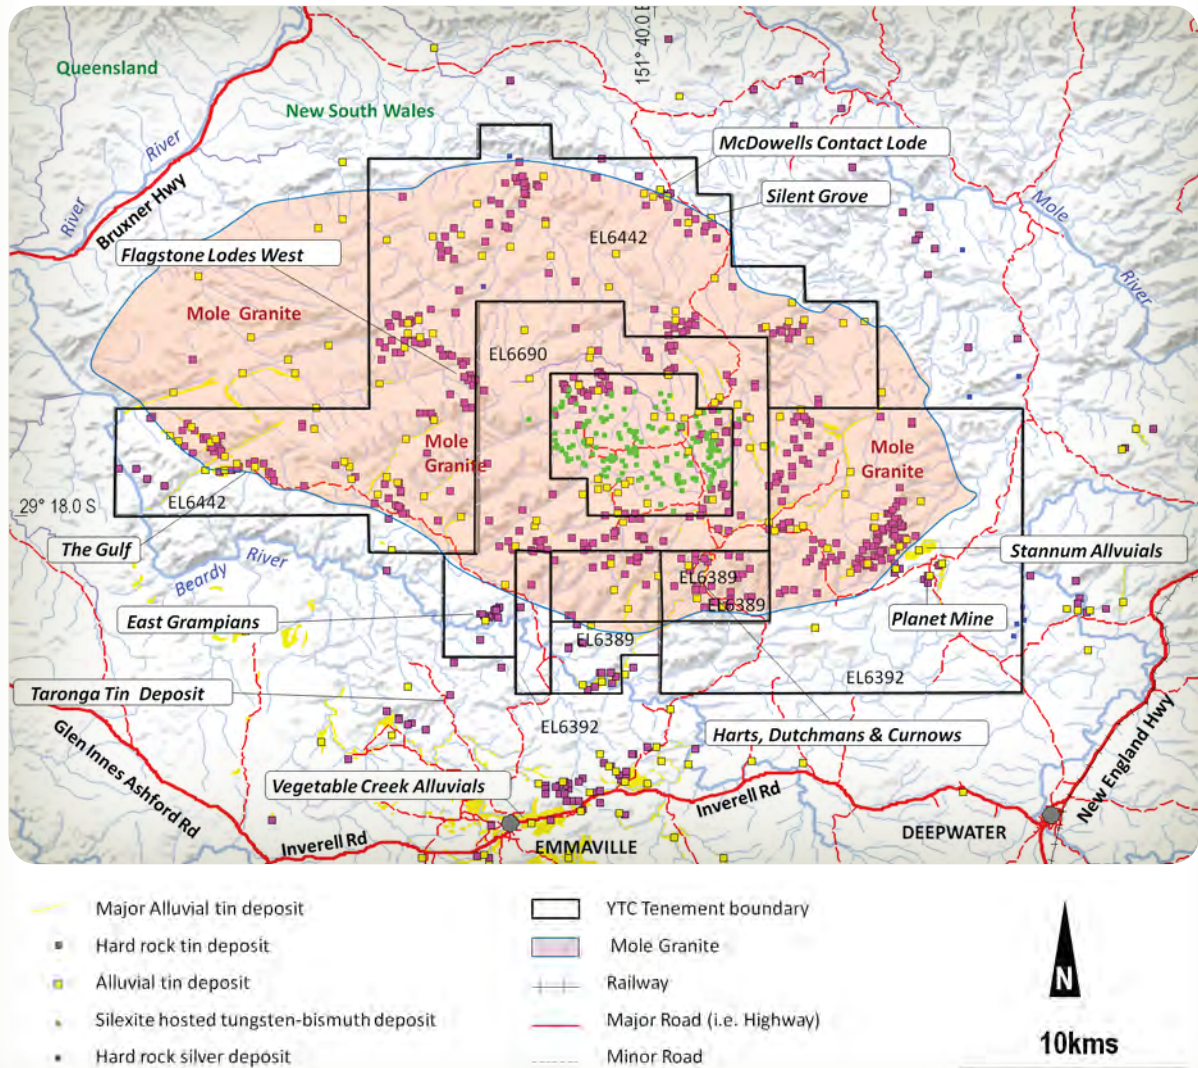 Queensland
New South Wales
151° 40.0 E
River
River
Bruxner Hwy
McDowells Contact Lode
Silent Grove
Mole
River
EL6442
Flagstone Lodes West
Mole Granite
EL6690
Mole
Granite
Mole
Granite
EL6442
29° 18.0 S
The Gulf
Beardy River
Stannum Allvuials
EL6389
EL6389
East Grampians
Planet Mine
EL6389
EL6392
Taronga Tin Deposit
EL6392
Harts, Dutchmans & Curnows
Glen Innes Ashford Rd
Vegetable Creek Alluvials
Inverell Rd
New England Hwy
DEEPWATER
Inverell Rd
EMMAVILLE
Major Alluvial tin deposit
Hard rock tin deposit
Alluvial tin deposit
Silexite hosted tungsten-bismuth deposit
Hard rock silver deposit
YTC Tenement boundary
Mole Granite
Railway
Major Road (i.e. Highway)
Minor Road
N
10kms